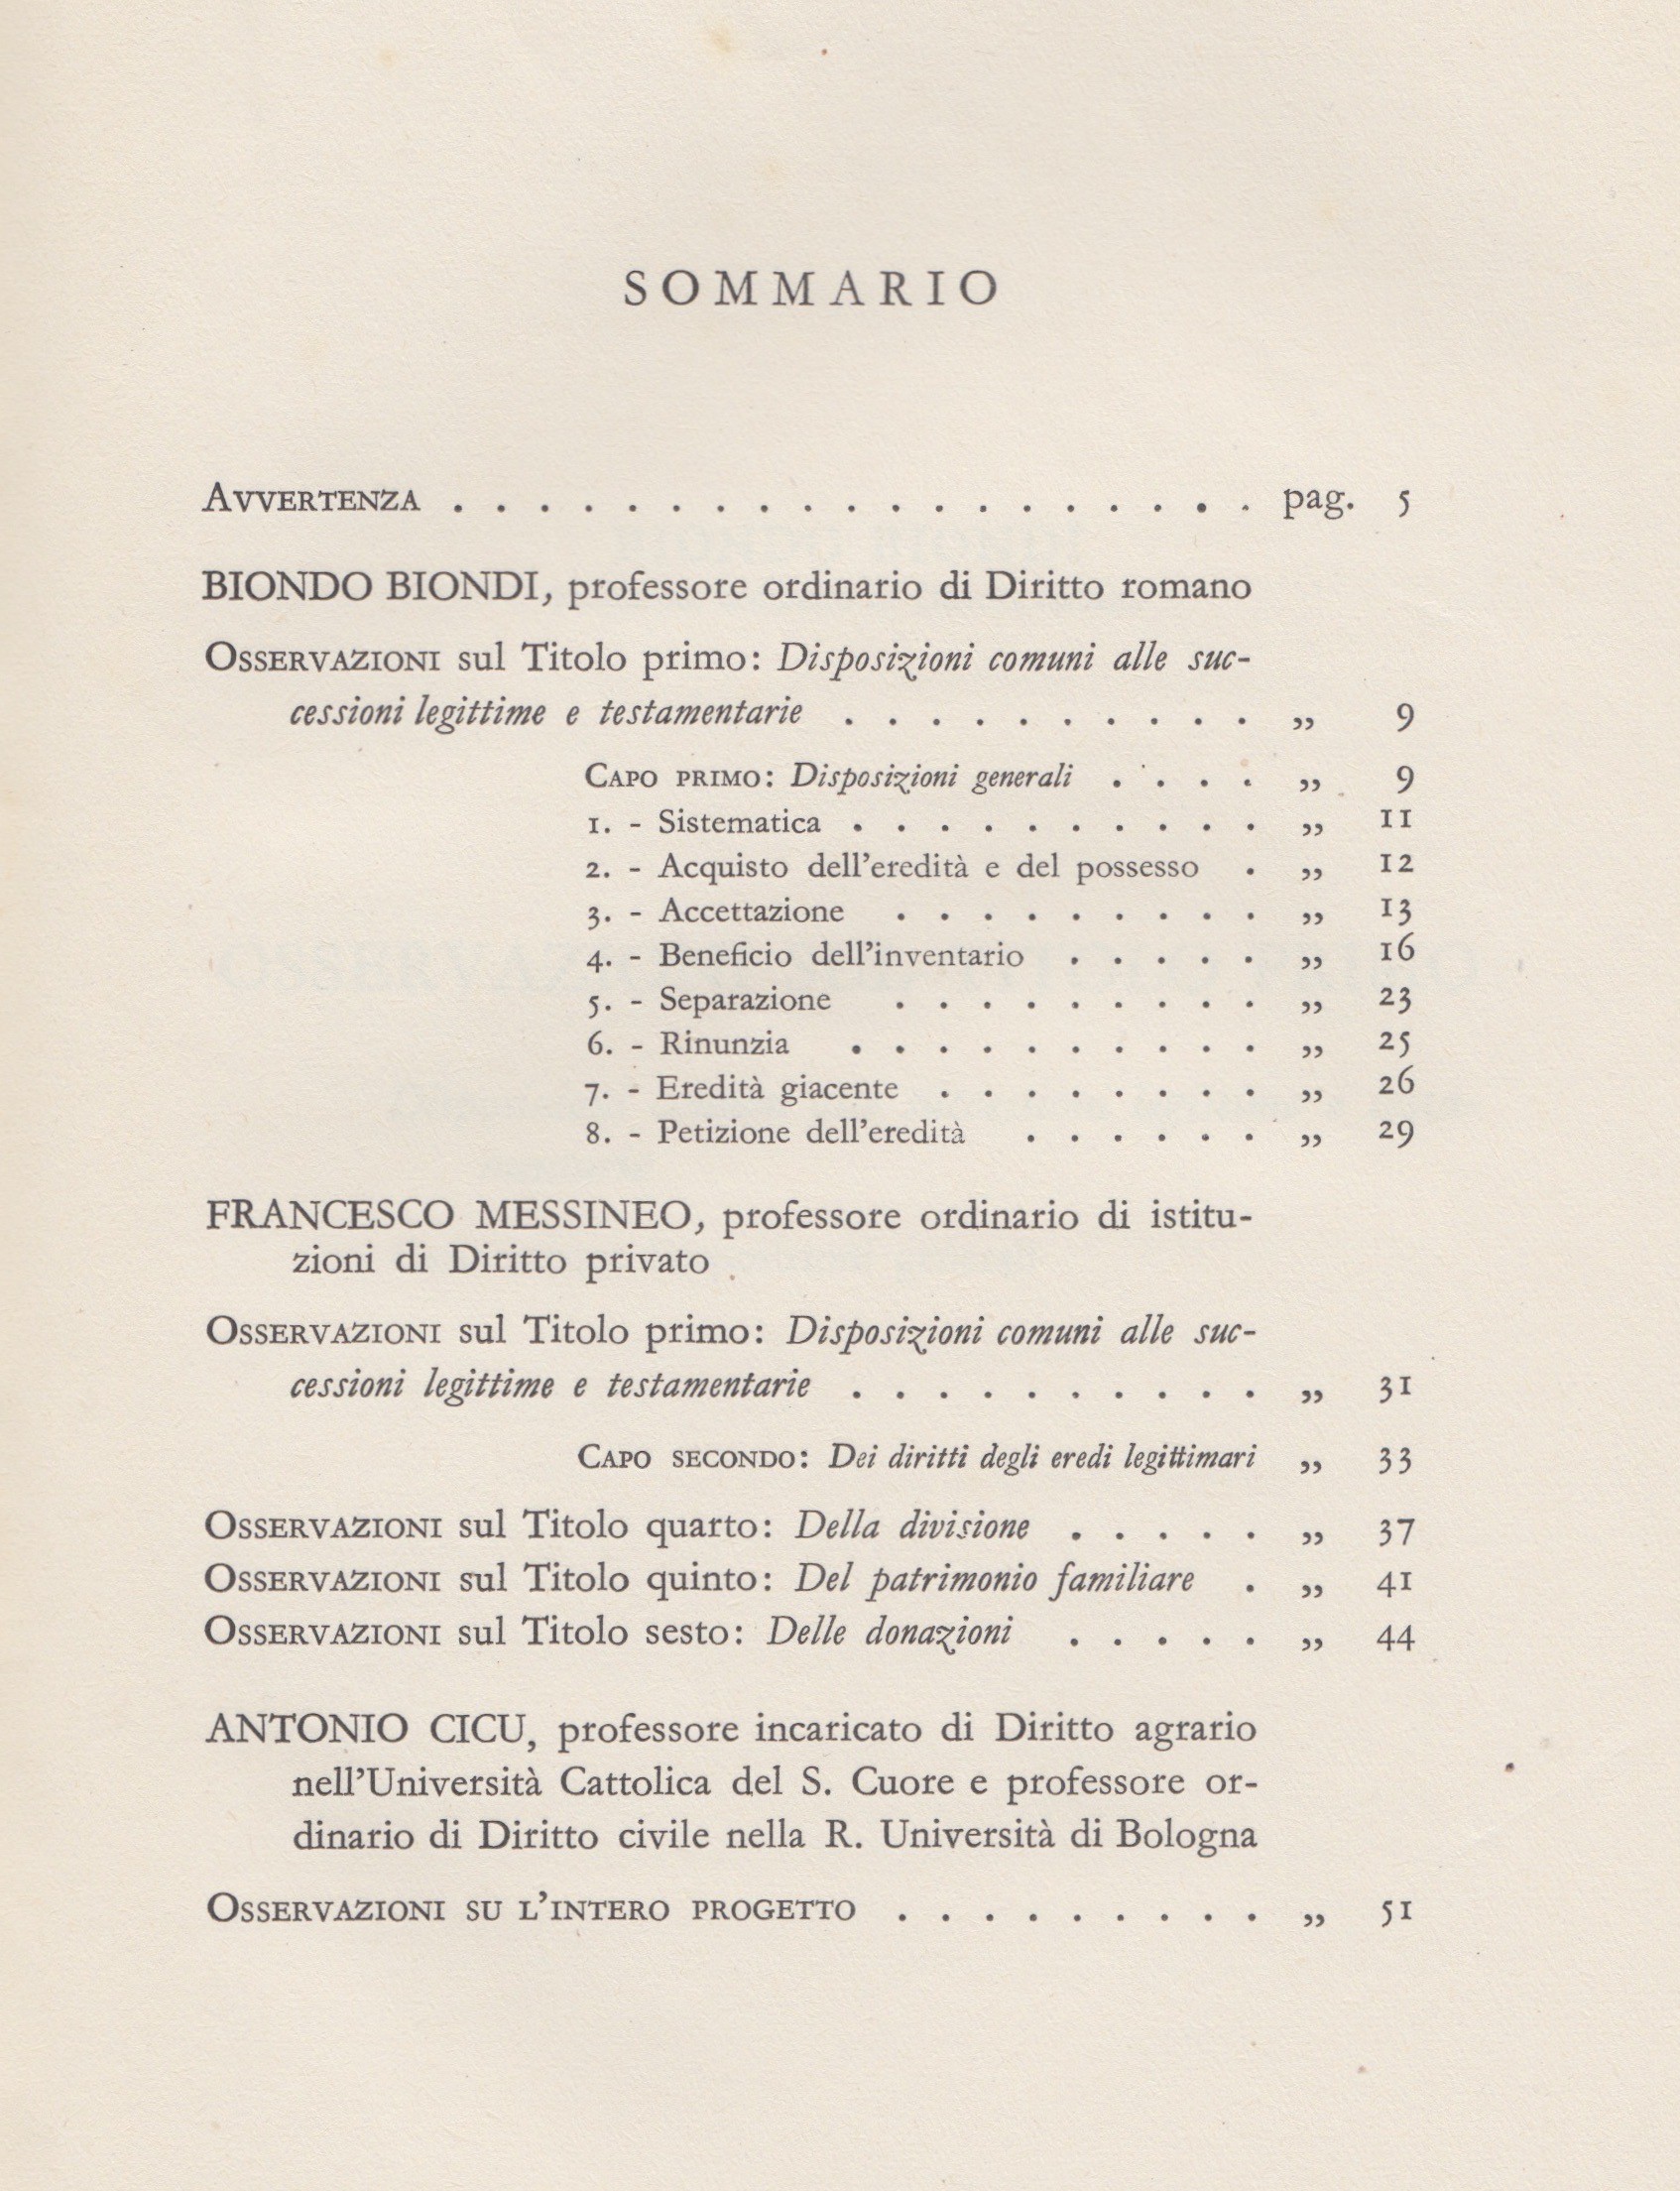 SOMMARIO
AVVERTENZA . . . . . . . . . . . . . . . . . . . pag. 5
BIONDO BIONDI, professore ordinario di Diritto romano
OSSERVAZIONI sul Titolo primo: Disposizioni comuni alle suc-
cessioni legittime e testamentarie . . . . . . . . . . „ 9
CAPO PRIMO: Disposizioni generali . . . . „ 9
1. - Sistematica . . . . . . . . . . „ 11
2. - Acquisto dell'eredità e del possesso . „ 12
3. - Accettazione . . . . . . . . . „ 13
4. - Beneficio dell'inventario . . . . . „ 16
5. - Separazione . . . . . . . . . „ 23
6. - Rinunzia . . . . . . . . . . „ 25
7. - Eredità giacente . . . . . . . . „ 26
8. - Petizione dell'eredità . . . . . . „ 29
FRANCESCO MESSINEO, professore ordinario di istitu-
zioni di Diritto privato
OSSERVAZIONI sul Titolo primo: Disposizioni comuni alle suc-
cessioni legittime e testamentarie . . . . . . . . . . „ 31
CAPO SECONDO: Dei diritti degli eredi legittimari „ 33
OSSERVAZIONI sul Titolo quarto: Della divisione . . . . . „ 37
OSSERVAZIONI sul Titolo quinto: Del patrimonio familiare . „ 41
OSSERVAZIONI sul Titolo sesto: Delle donazioni . . . . . „ 44
ANTONIO CICU, professore incaricato di Diritto agrario
nell'Università Cattolica del S. Cuore e professore or-
dinario di Diritto civile nella R. Università di Bologna
OSSERVAZIONI SU L'INTERO PROGETTO . . . . . . . . . „ 51